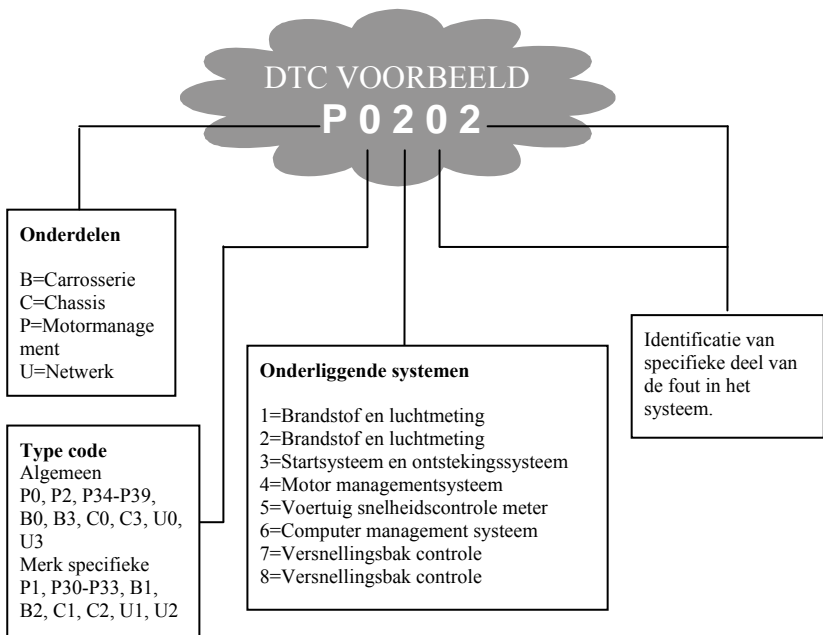 DTC VOORBEELD
P 0 2 0 2
Onderdelen
B=Carrosserie
C=Chassis
P=Motormanage
ment
U=Netwerk
Type code
Algemeen
P0, P2, P34-P39,
B0, B3, C0, C3, U0,
U3
Merk specifieke
P1, P30-P33, B1,
B2, C1, C2, U1, U2
Onderliggende systemen
1=Brandstof en luchtmeting
2=Brandstof en luchtmeting
3=Startsysteem en ontstekingssysteem
4=Motor managementsysteem
5=Voertuig snelheidscontrole meter
6=Computer management systeem
7=Versnellingsbak controle
8=Versnellingsbak controle
Identificatie van
specifieke deel van
de fout in het
systeem.